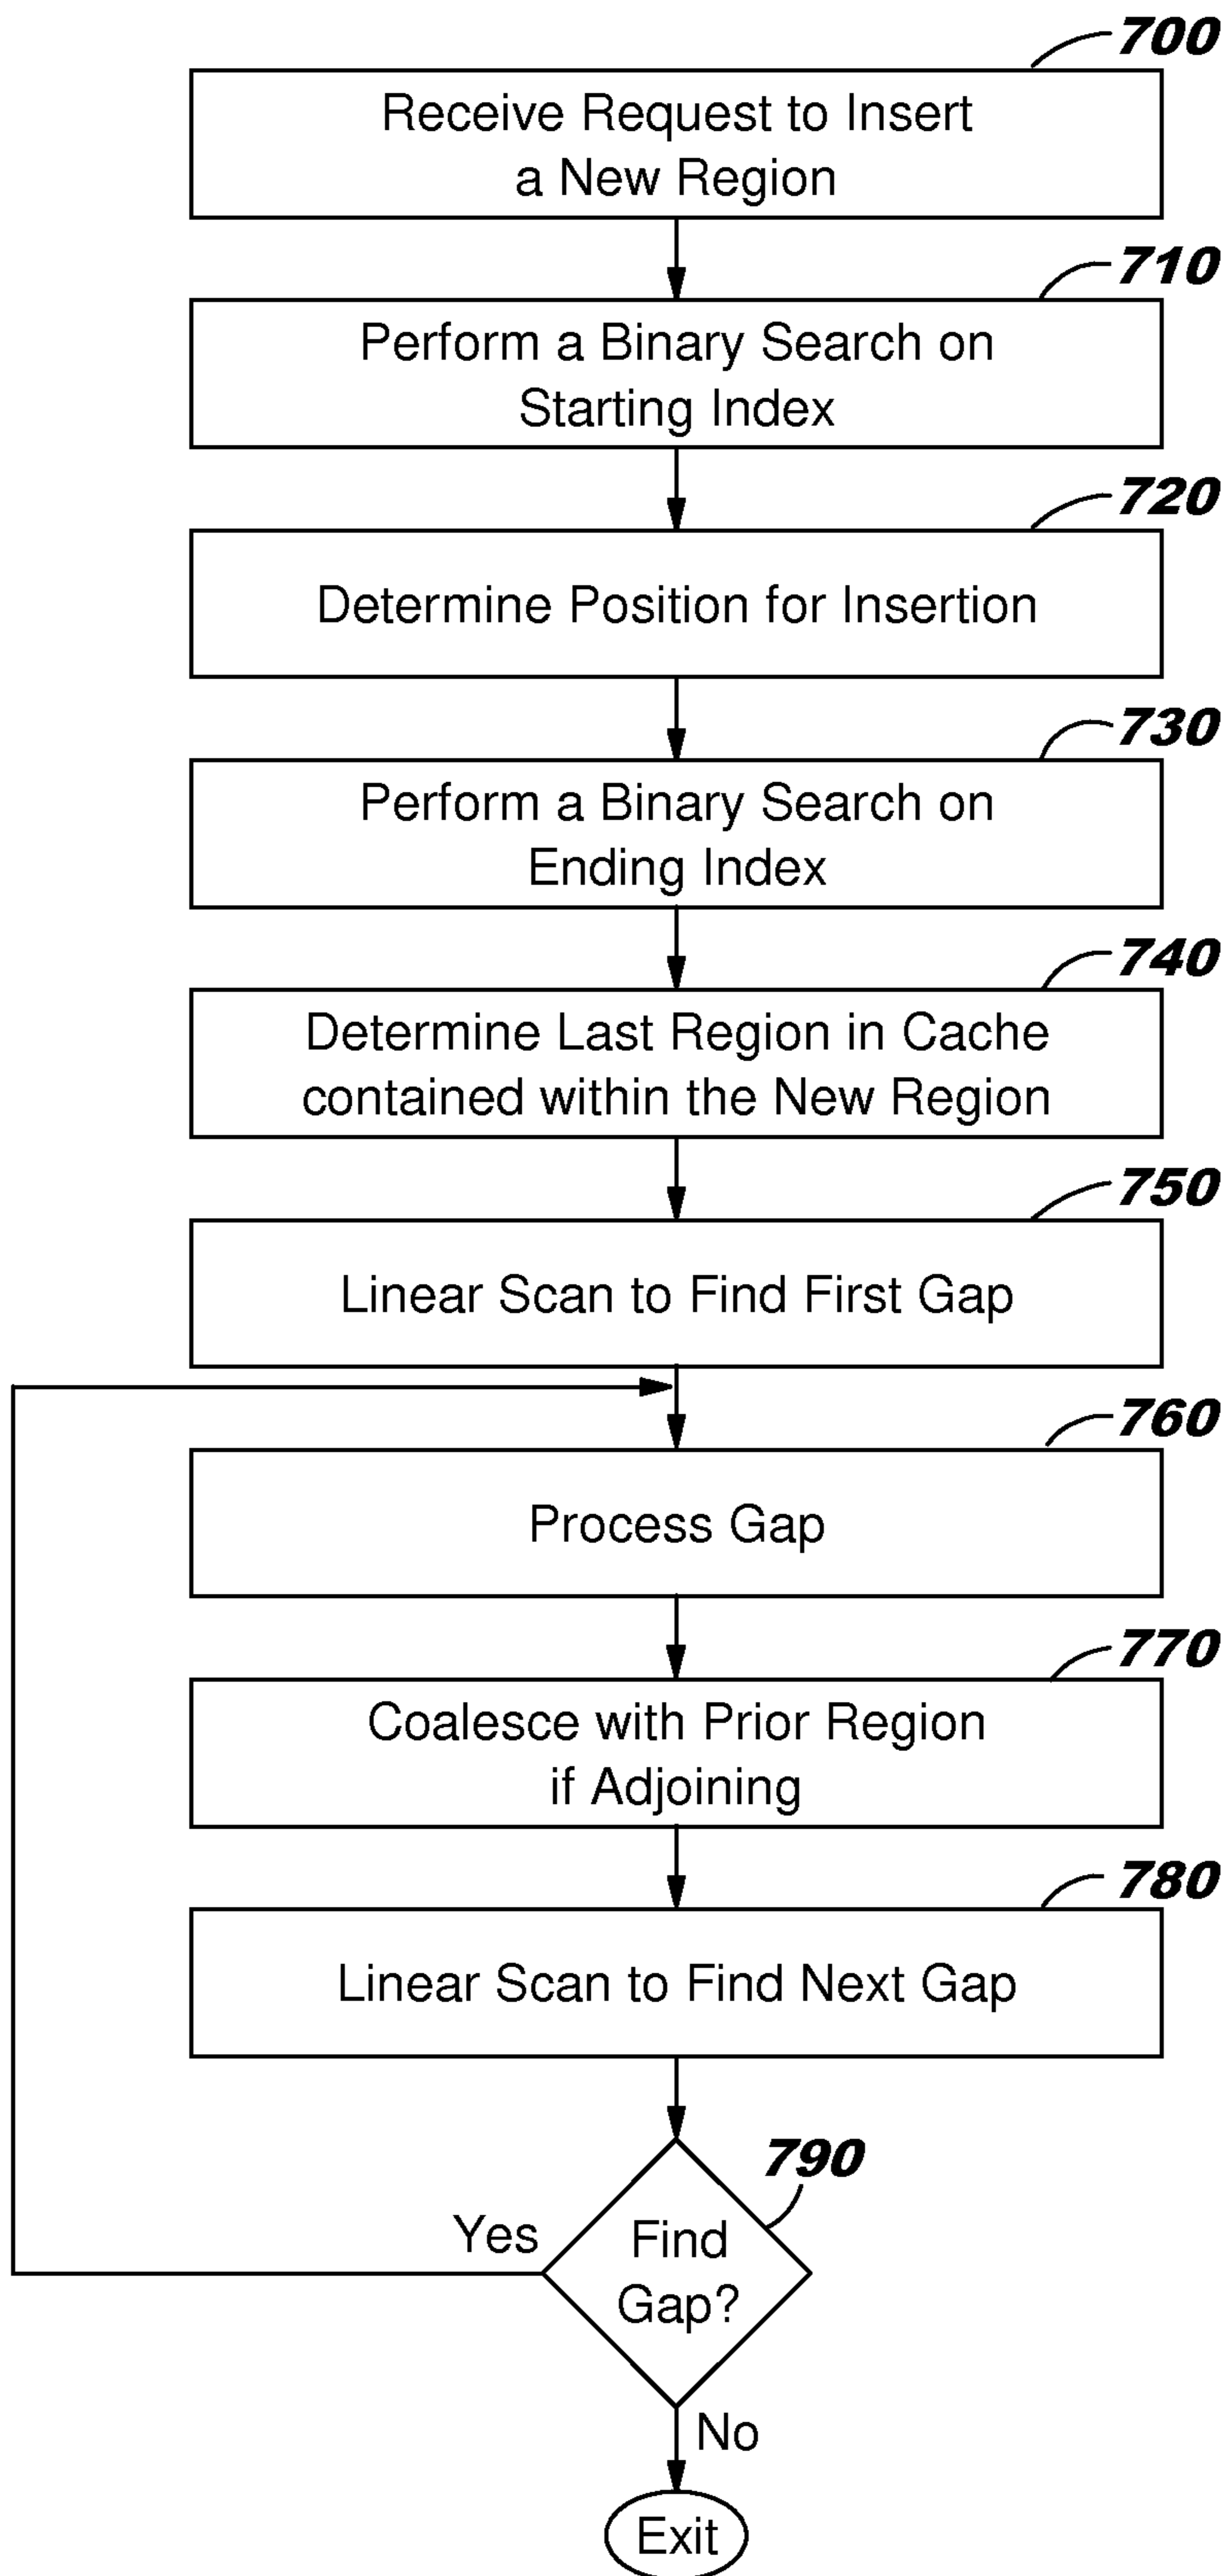 700
Receive Request to Insert
a New Region
710
Perform a Binary Search on
Starting Index
720
Determine Position for Insertion
730
Perform a Binary Search on
Ending Index
740
Determine Last Region in Cache
contained within the New Region
750
Linear Scan to Find First Gap
760
Process Gap
770
Coalesce with Prior Region
if Adjoining
780
Linear Scan to Find Next Gap
790
Yes
Find
Gap?
No
Exit